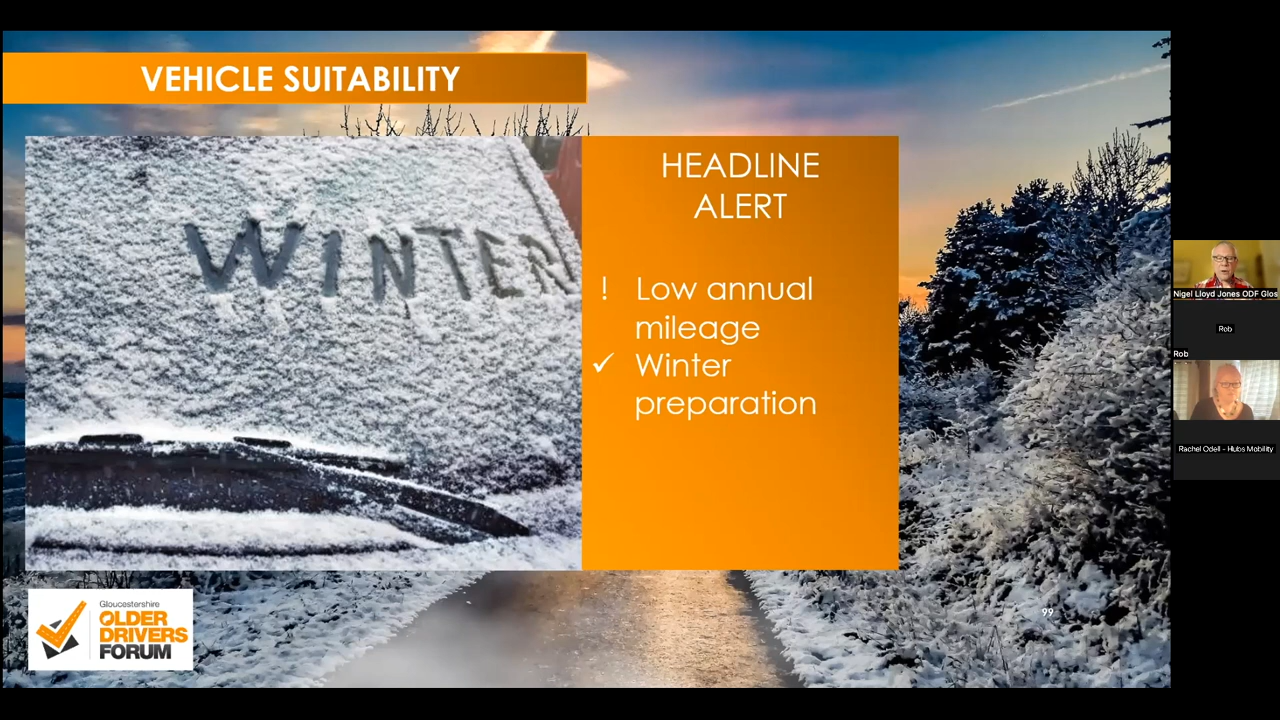 VEHICLE SUITABILITY
WINTER
HEADLINE
ALERT
! Low annual
mileage
✓ Winter
preparation
Gloucestershire
OLDER
DRIVERS
FORUM
99
Nigel Lloyd Jones ODF Glos
Rob
Rob
Rachel Odell - Hubs Mobility